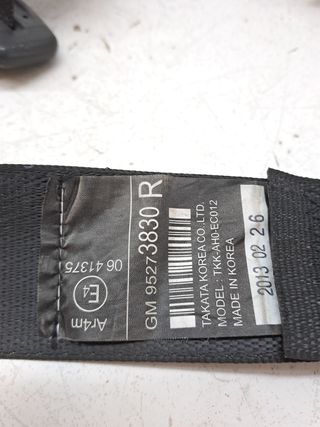 Ar4m
E4
06 41375
GM 95273830 R
TAKATA KOREA CO., LTD.
MODEL : TKK-AH0-EC012
MADE IN KOREA
2013 02 26